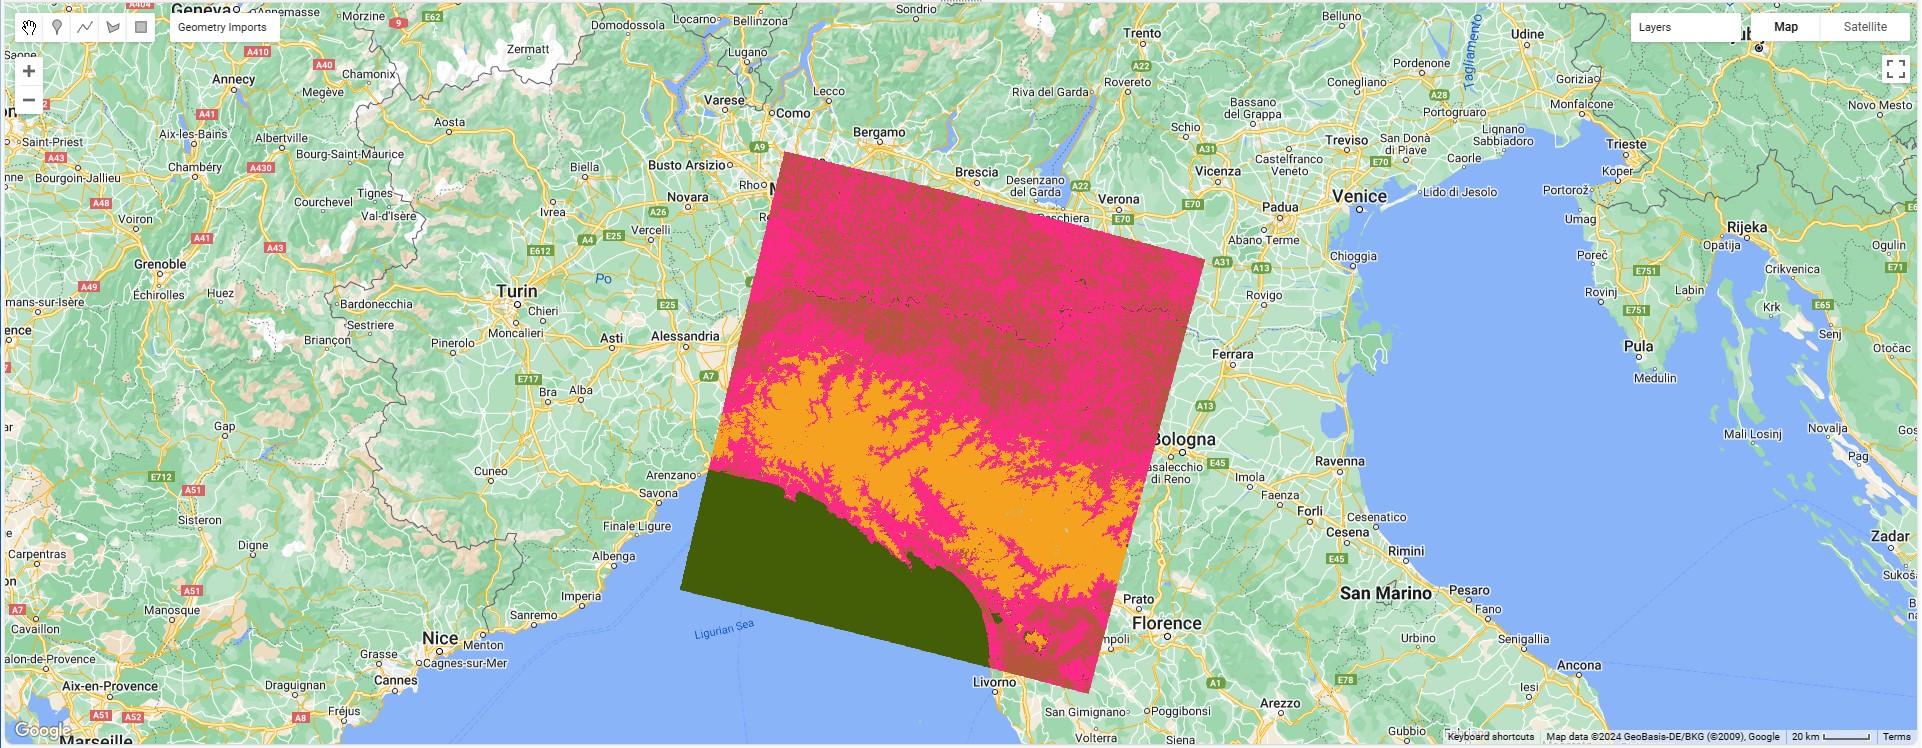 Geometry Imports
Layers
Map
Satellite
Geneva
Annemasse
Morzine
9
E62
Domodossola
Locarno
Bellinzona
Sondrio
Belluno
Trento
Udine
Tagliamento
A404
A410
A40
Annecy
Chamonix
Megève
Zermatt
Lugano
Varese
Como
Lecco
Bergamo
Riva del Garda
Rovereto
A22
Pordenone
Conegliano
A28
Gorizia
Monfalcone
Novo Mesto
A41
Aix-les-Bains
Albertville
Aosta
Saint-Priest
A43
Bourgoin-Jallieu
Chambéry
A430
Bourg-Saint-Maurice
Biella
Busto Arsizio
A9
Rho
Brescia
Desenzano
del Garda
A22
Schio
Bassano
del Grappa
A31
Vicenza
Castelfranco
Veneto
Treviso
San Donà
di Piave
Portogruaro
Lignano
Sabbiadoro
E70
Caorle
Trieste
Koper
Tignes
Val-d'Isère
Courchevel
A48
Voiron
A41
A43
Ivrea
Novara
A26
Vercelli
A4
E25
E612
Verona
E70
E70
Padua
Venice
Lido di Jesolo
Portorož
Umag
Rijeka
Opatija
Ogulin
E71
Abano Terme
Chioggia
Grenoble
Échirolles
Huez
A49
Po
Turin
Chieri
Moncalieri
Bardonecchia
Sestriere
Briançon
Pinerolo
Asti
E25
Alessandria
A31
A13
Rovigo
Ferrara
Poreč
E751
Rovinj
Labin
E751
Crikvenica
Krk
E65
Senj
Otočac
Pula
Medulin
E717
Bra
Alba
A7
A13
Gap
E712
Cuneo
Arenzano
Savona
Bologna
asalecchio
di Reno
E45
Imola
Ravenna
Faenza
Forli
Cesena
Cesenatico
E45
Rimini
Mali Losinj
Novalja
Pag
Zadar
A51
Sisteron
Digne
Finale Ligure
Albenga
Imperia
Sanremo
Carpentras
A51
Manosque
A7
Cavaillon
San Marino
Pesaro
Fano
Urbino
Senigallia
Ancona
Iesi
Prato
Florence
Ligurian Sea
Nice
Menton
Cagnes-sur-Mer
Grasse
Cannes
Draguignan
Fréjus
A8
Aix-en-Provence
A51
A52
Marseille
Livorno
San Gimignano
Poggibonsi
Volterra
Siena
A1
Arezzo
E78
Gubbio
Google
Keyboard shortcuts
Map data ©2024 GeoBasis-DE/BKG (©2009), Google
20 km
Terms